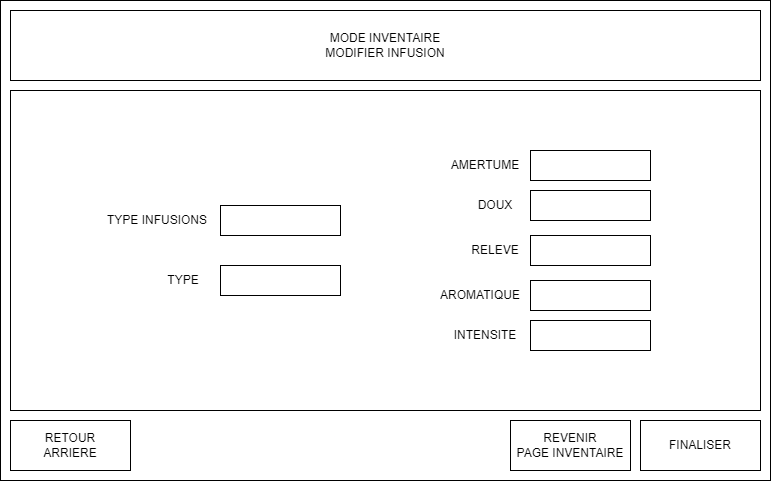 MODE INVENTAIRE
MODIFIER INFUSION
TYPE INFUSIONS
TYPE
AMERTUME
DOUX
RELEVE
AROMATIQUE
INTENSITE
RETOUR
ARRIERE
REVENIR
PAGE INVENTAIRE
FINALISER